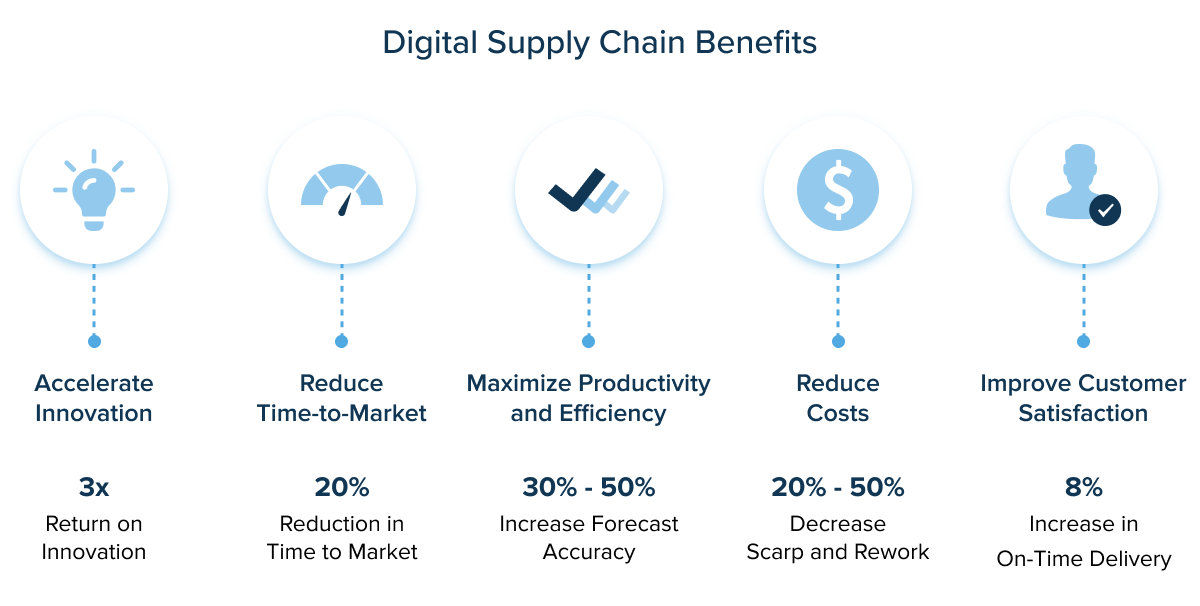 Digital Supply Chain Benefits
Accelerate
Innovation
3x
Return on
Innovation
Reduce
Time-to-Market
20%
Reduction in
Time to Market
Maximize Productivity
and Efficiency
30% - 50%
Increase Forecast
Accuracy
Reduce
Costs
20% - 50%
Decrease
Scarp and Rework
Improve Customer
Satisfaction
8%
Increase in
On-Time Delivery